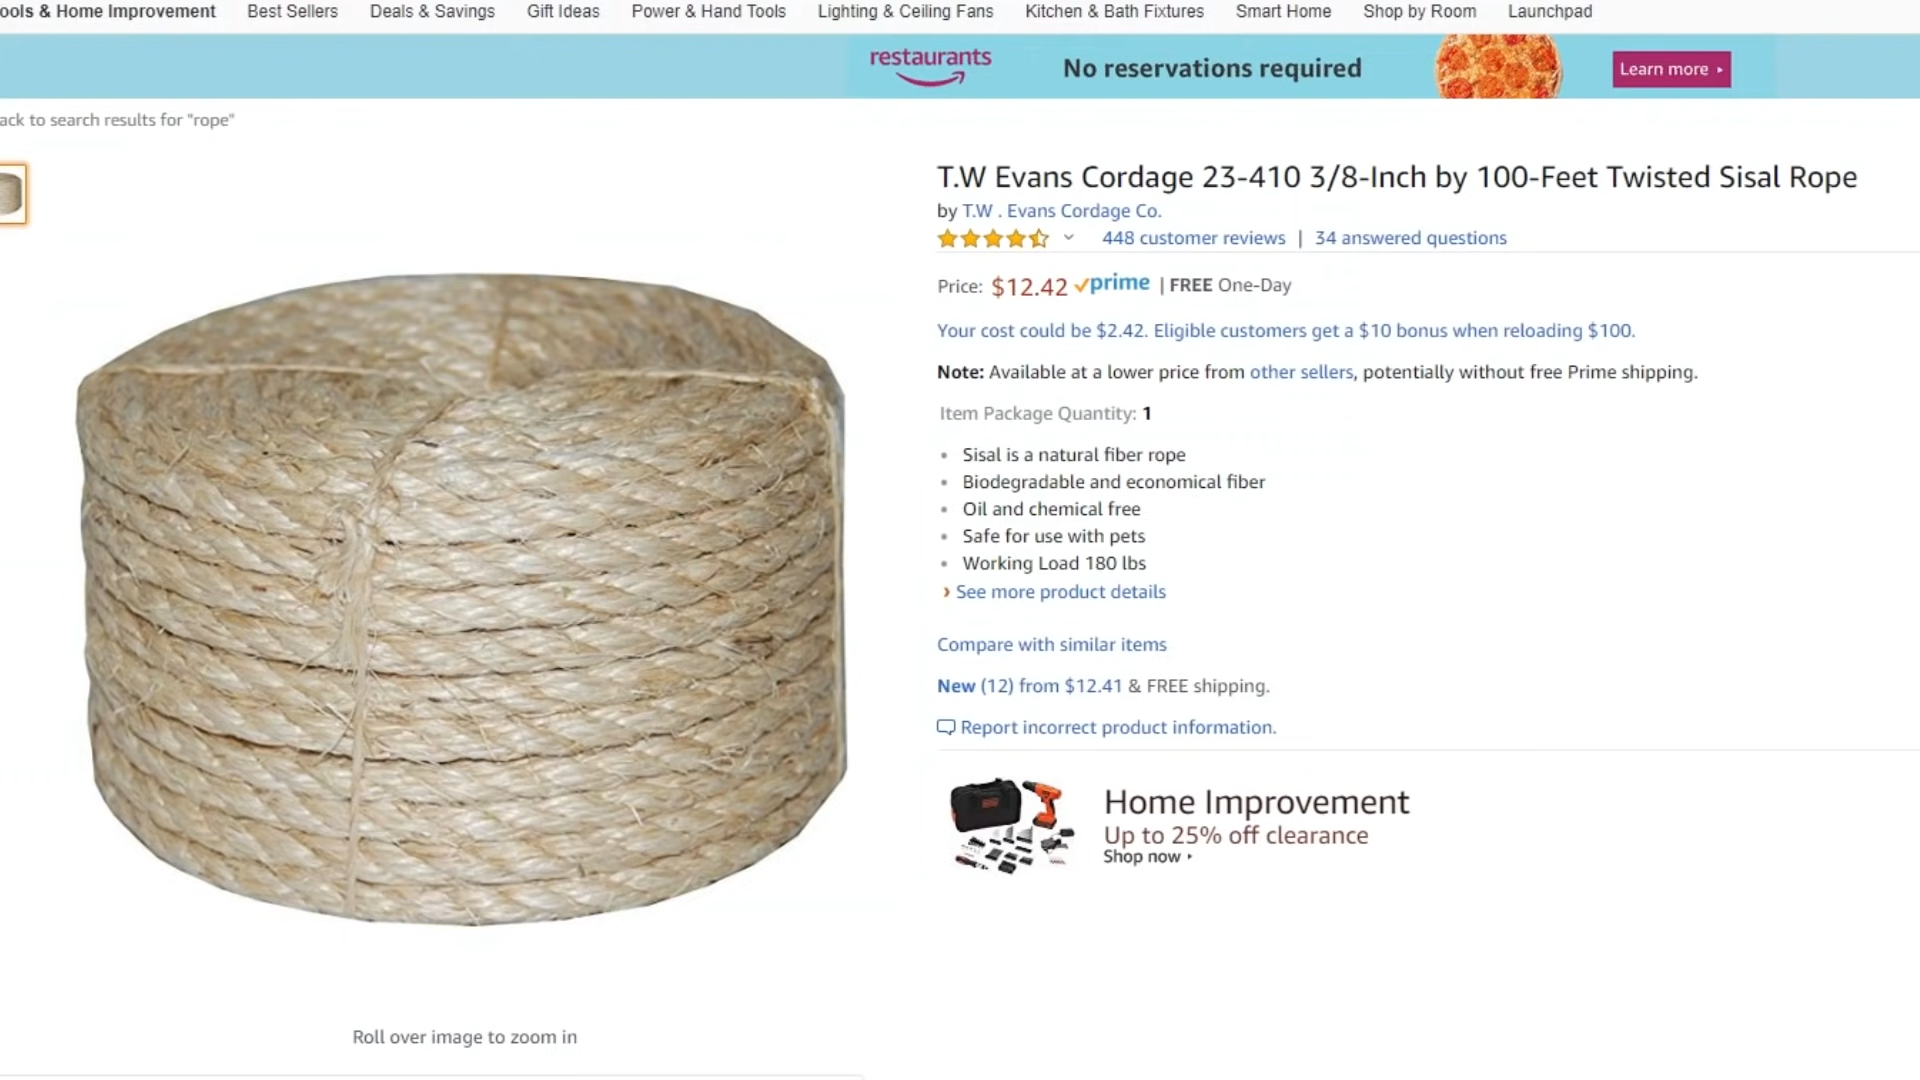 ools & Home Improvement Best Sellers Deals & Savings Gift Ideas Power & Hand Tools Lighting & Ceiling Fans Kitchen & Bath Fixtures Smart Home Shop by Room Launchpad
restaurants No reservations required Learn more
ack to search results for "rope"
T.W Evans Cordage 23-410 3/8-Inch by 100-Feet Twisted Sisal Rope
by T.W . Evans Cordage Co.
448 customer reviews | 34 answered questions
Price: $12.42 prime | FREE One-Day
Your cost could be $2.42. Eligible customers get a $10 bonus when reloading $100.
Note: Available at a lower price from other sellers, potentially without free Prime shipping.
Item Package Quantity: 1
• Sisal is a natural fiber rope
• Biodegradable and economical fiber
• Oil and chemical free
• Safe for use with pets
• Working Load 180 lbs
› See more product details
Compare with similar items
New (12) from $12.41 & FREE shipping.
Report incorrect product information.
Home Improvement
Up to 25% off clearance
Shop now
Roll over image to zoom in